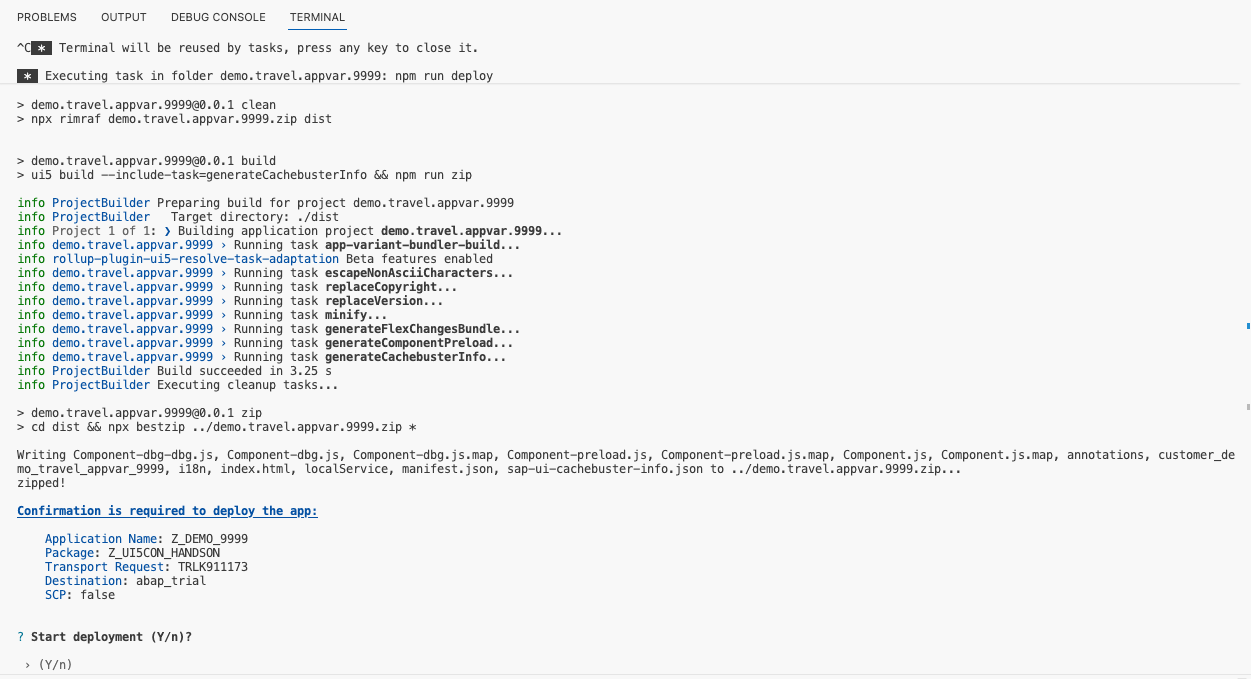 PROBLEMS OUTPUT DEBUG CONSOLE TERMINAL
^C * Terminal will be reused by tasks, press any key to close it.
* Executing task in folder demo.travel.appvar.9999: npm run deploy
> demo.travel.appvar.9999@0.0.1 clean
> npx rimraf demo.travel.appvar.9999.zip dist
> demo.travel.appvar.9999@0.0.1 build
> ui5 build --include-task=generateCachebusterInfo && npm run zip
info ProjectBuilder Preparing build for project demo.travel.appvar.9999
info ProjectBuilder   Target directory: ./dist
info Project 1 of 1: ❯ Building application project demo.travel.appvar.9999...
info demo.travel.appvar.9999 › Running task app-variant-bundler-build...
info rollup-plugin-ui5-resolve-task-adaptation Beta features enabled
info demo.travel.appvar.9999 › Running task escapeNonAsciiCharacters...
info demo.travel.appvar.9999 › Running task replaceCopyright...
info demo.travel.appvar.9999 › Running task replaceVersion...
info demo.travel.appvar.9999 › Running task minify...
info demo.travel.appvar.9999 › Running task generateFlexChangesBundle...
info demo.travel.appvar.9999 › Running task generateComponentPreload...
info demo.travel.appvar.9999 › Running task generateCachebusterInfo...
info ProjectBuilder Build succeeded in 3.25 s
info ProjectBuilder Executing cleanup tasks...
> demo.travel.appvar.9999@0.0.1 zip
> cd dist && npx bestzip ../demo.travel.appvar.9999.zip *
Writing Component-dbg-dbg.js, Component-dbg.js, Component-dbg.js.map, Component-preload.js, Component-preload.js.map, Component.js, Component.js.map, annotations, customer_de
mo_travel_appvar_9999, i18n, index.html, localService, manifest.json, sap-ui-cachebuster-info.json to ../demo.travel.appvar.9999.zip...
zipped!
Confirmation is required to deploy the app:
Application Name: Z_DEMO_9999
Package: Z_UI5CON_HANDSON
Transport Request: TRLK911173
Destination: abap_trial
SCP: false
? Start deployment (Y/n)?
› (Y/n)